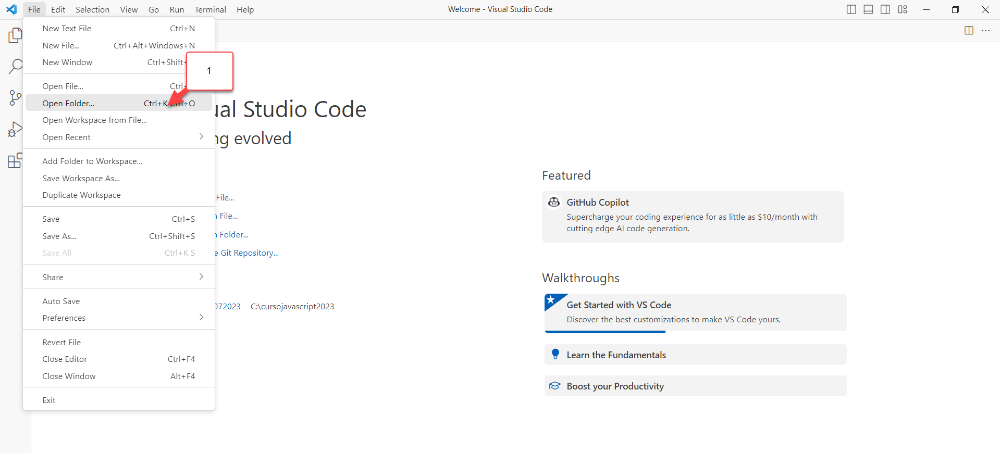 File Edit Selection View Go Run Terminal Help
Welcome - Visual Studio Code
New Text File Ctrl+N
New File... Ctrl+Alt+Windows+N
New Window Ctrl+Shift+
1
Open File... Ctrl+
Open Folder... Ctrl+K Ctrl+O
Open Workspace from File...
Open Recent
Add Folder to Workspace...
Save Workspace As...
Duplicate Workspace
Save Ctrl+S
Save As... Ctrl+Shift+S
Save All Ctrl+K S
Share
Auto Save
Preferences
Revert File
Close Editor Ctrl+F4
Close Window Alt+F4
Exit
ual Studio Code
ng evolved
File...
n File...
n Folder...
e Git Repository...
072023 C:\cursojavascript2023
Featured
GitHub Copilot
Supercharge your coding experience for as little as $10/month with
cutting edge AI code generation.
Walkthroughs
Get Started with VS Code
Discover the best customizations to make VS Code yours.
Learn the Fundamentals
Boost your Productivity